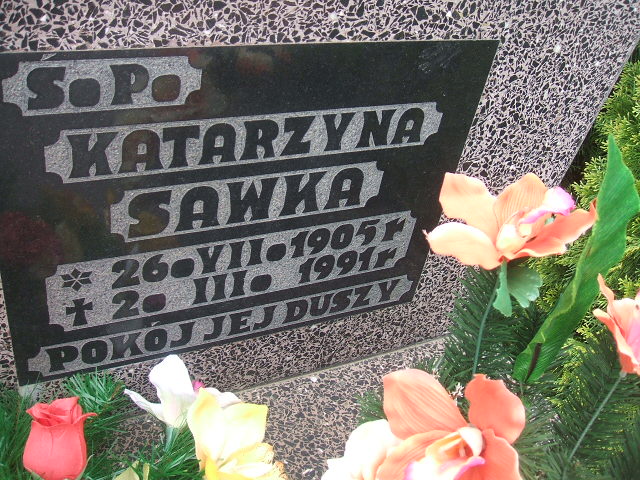 S.P.
KATARZYNA
SAWKA
* 26.VII.1905r
† 2. III. 1991r
POKÓJ JEJ DUSZY